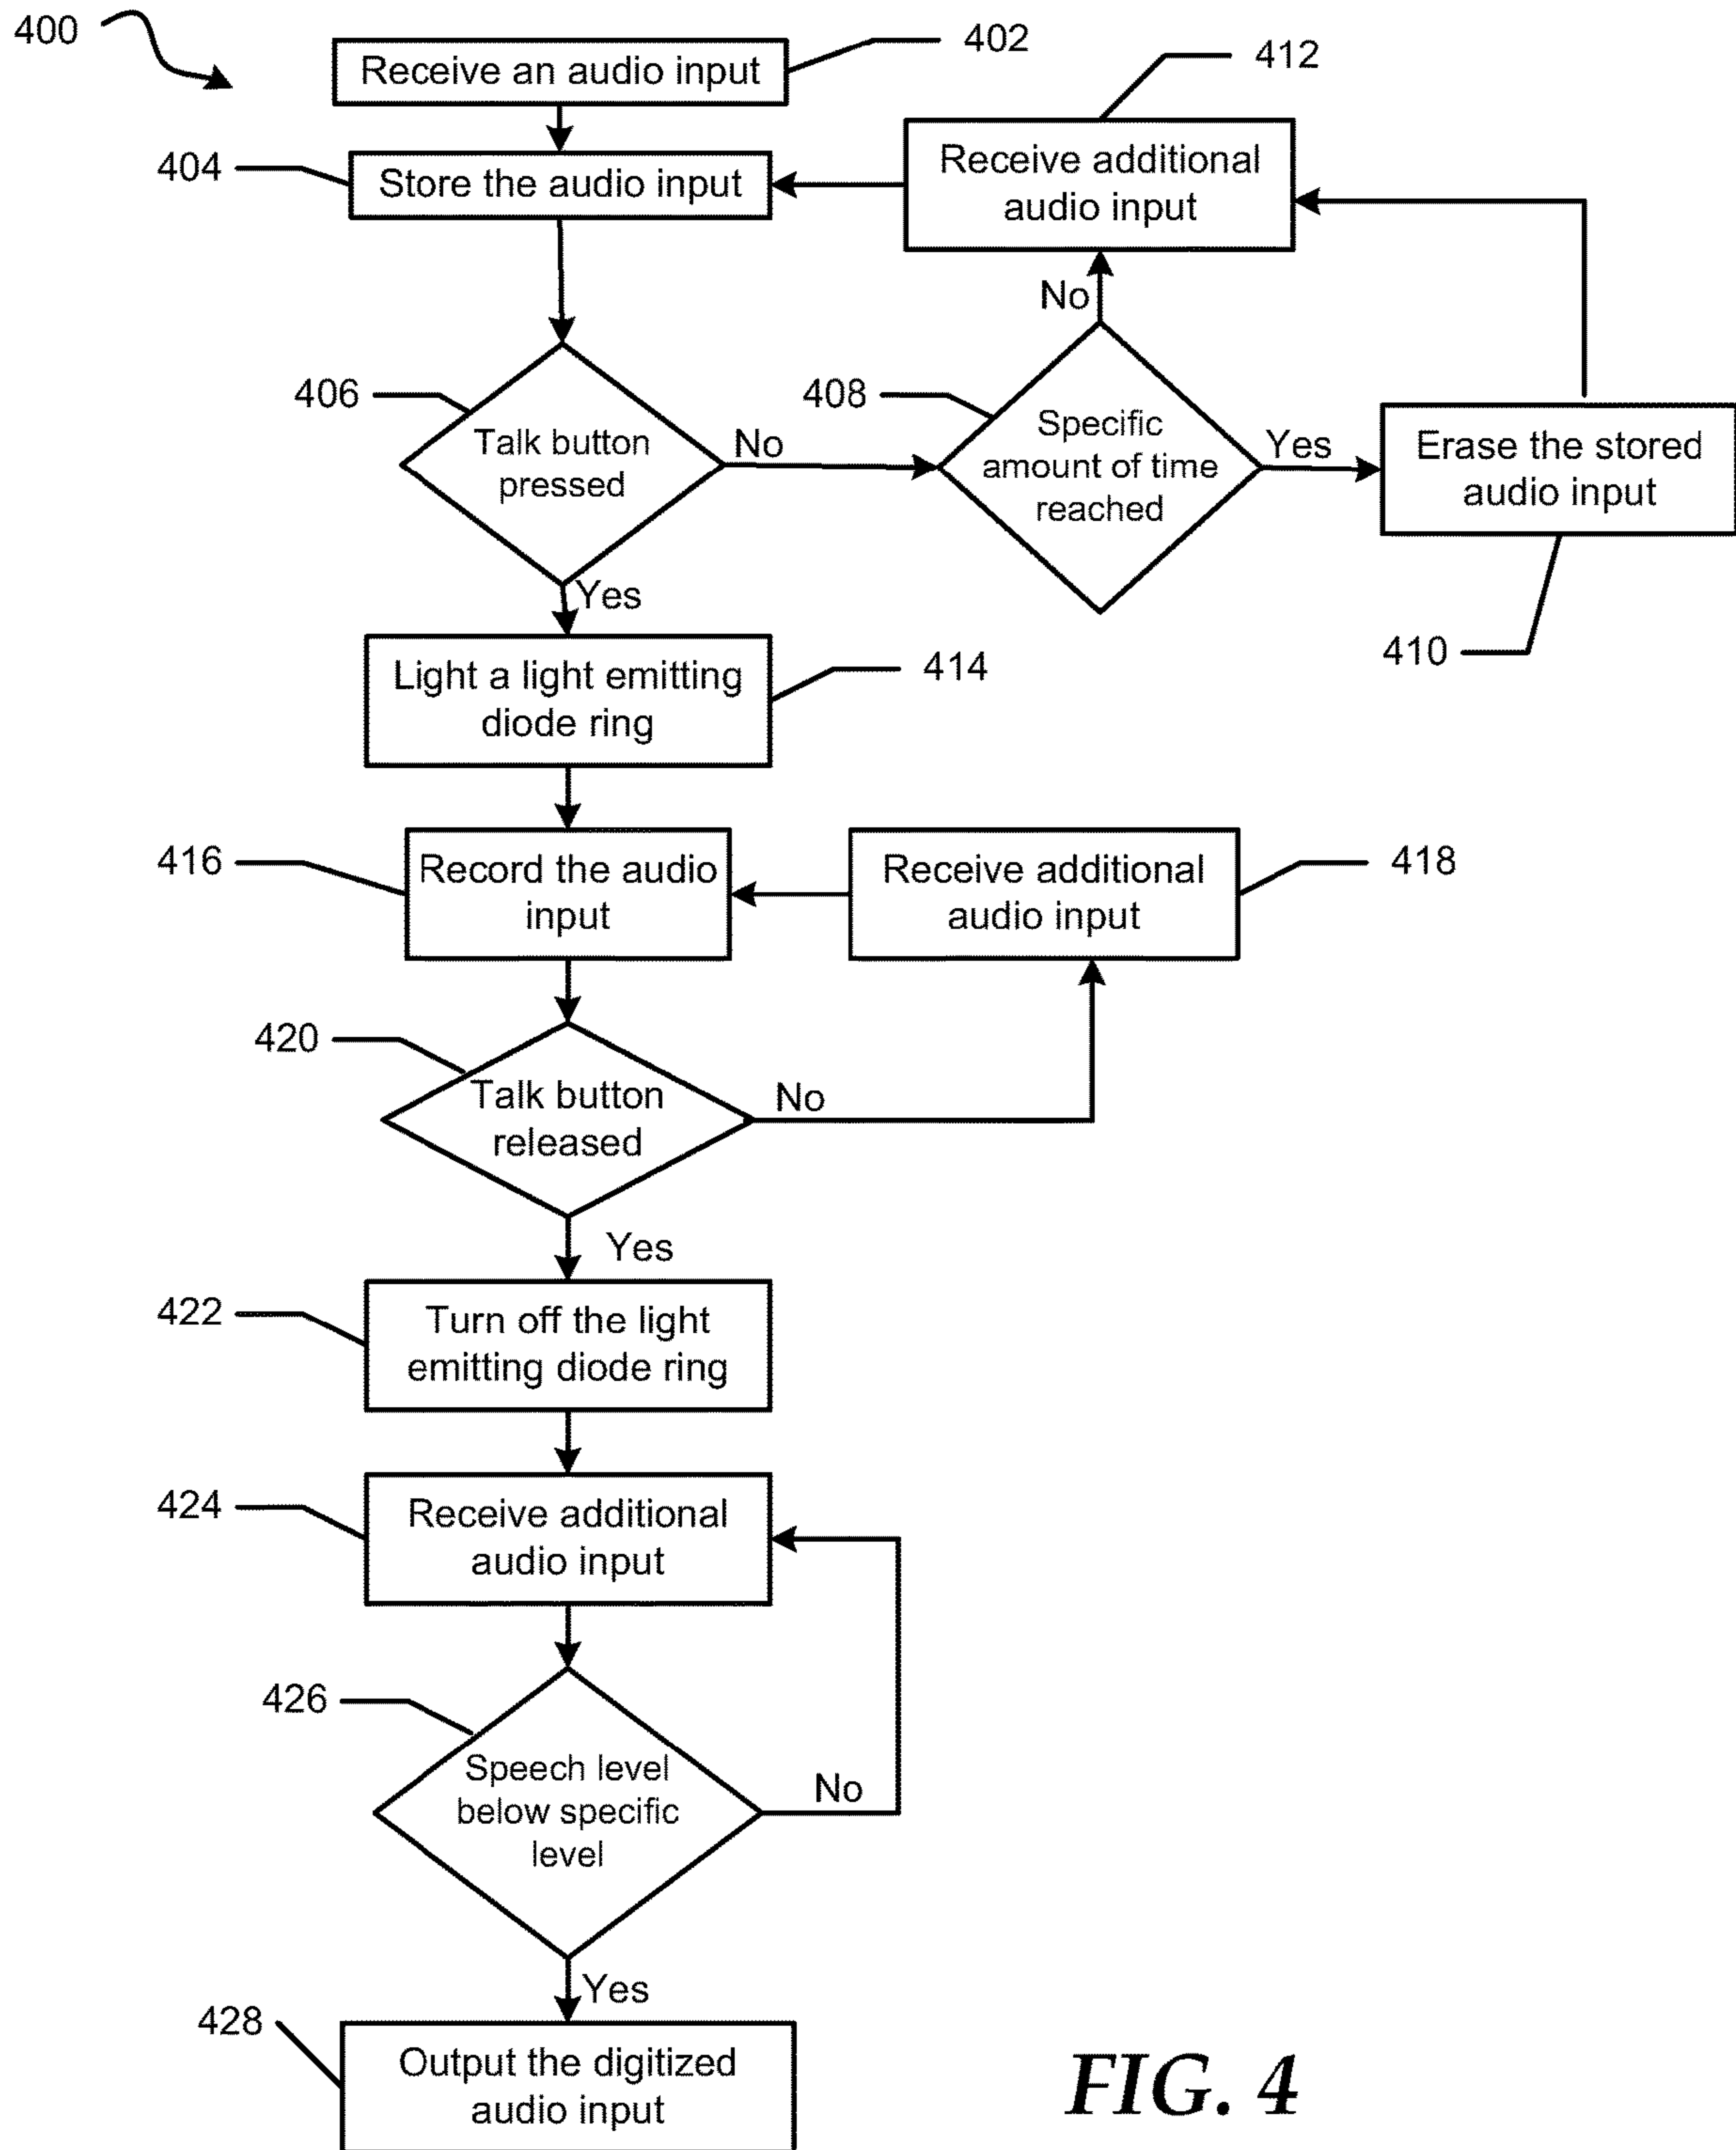 400
Receive an audio input
402
412
Receive additional
audio input
404
Store the audio input
No
406
Talk button
pressed
No
408
Specific
amount of time
reached
Yes
Erase the stored
audio input
410
Yes
Light a light emitting
diode ring
414
416
Record the audio
input
Receive additional
audio input
418
420
Talk button
released
No
Yes
422
Turn off the light
emitting diode ring
424
Receive additional
audio input
426
Speech level
below specific
level
No
Yes
428
Output the digitized
audio input
FIG. 4